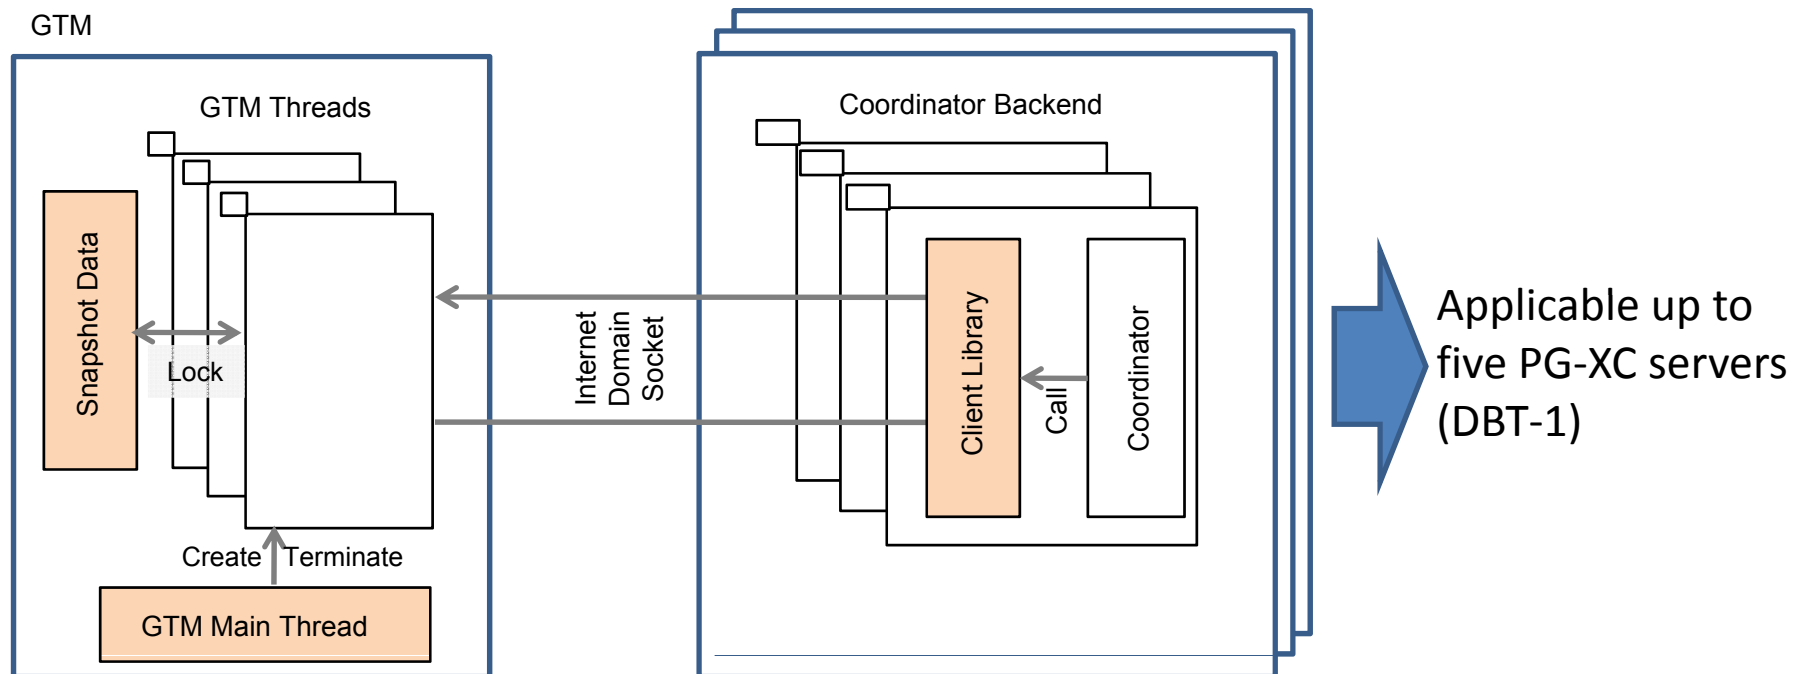 GTM
GTM Threads
Coordinator Backend
Snapshot Data
Lock
Internet
Domain
Socket
Client Library
Call
Coordinator
Create
Terminate
GTM Main Thread
Applicable up to
five PG-XC servers
(DBT-1)